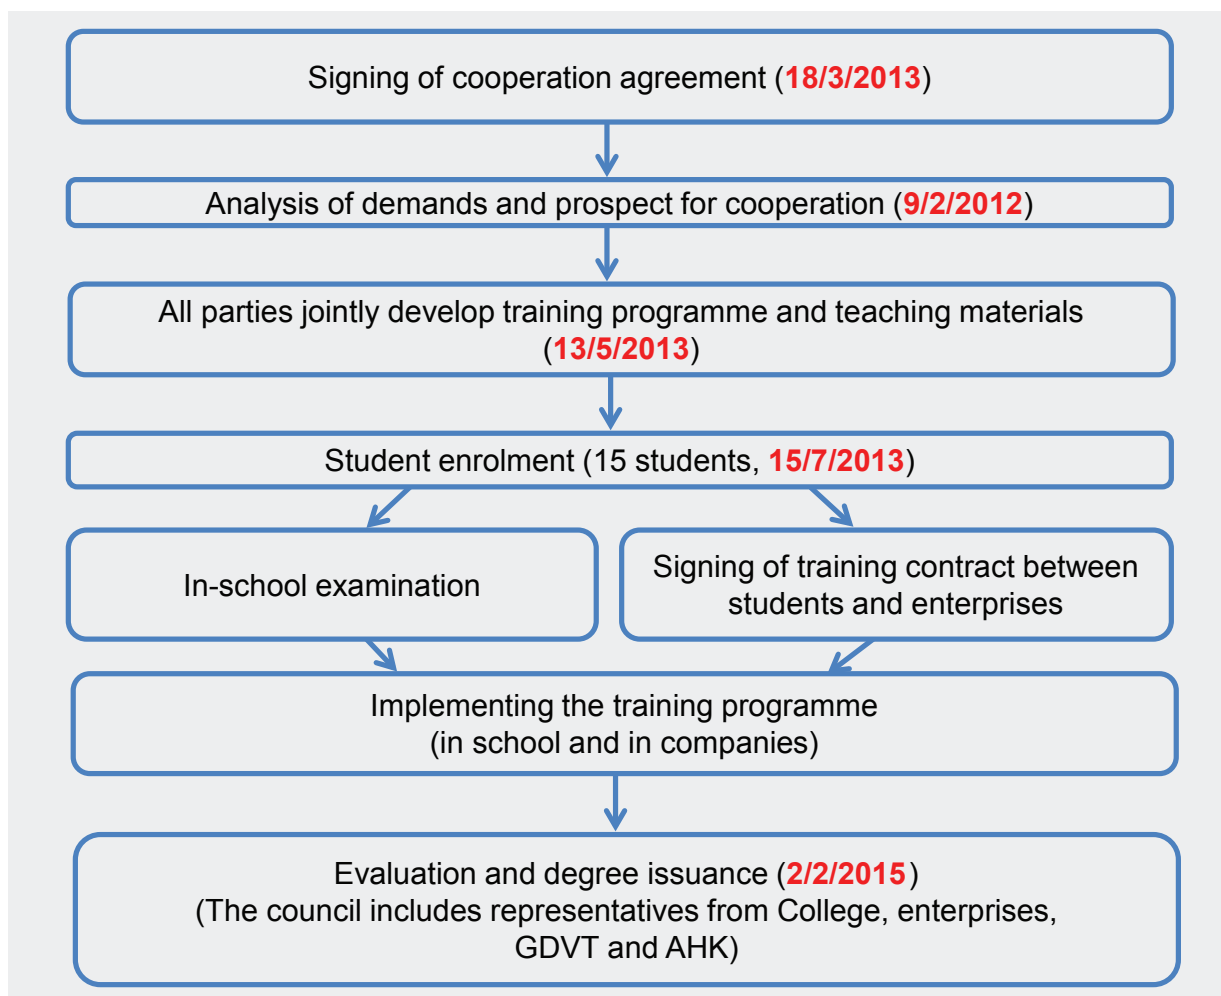 Signing of cooperation agreement (18/3/2013)
Analysis of demands and prospect for cooperation (9/2/2012)
All parties jointly develop training programme and teaching materials
(13/5/2013)
Student enrolment (15 students, 15/7/2013)
In-school examination
Signing of training contract between
students and enterprises
Implementing the training programme
(in school and in companies)
Evaluation and degree issuance (2/2/2015)
(The council includes representatives from College, enterprises,
GDVT and AHK)